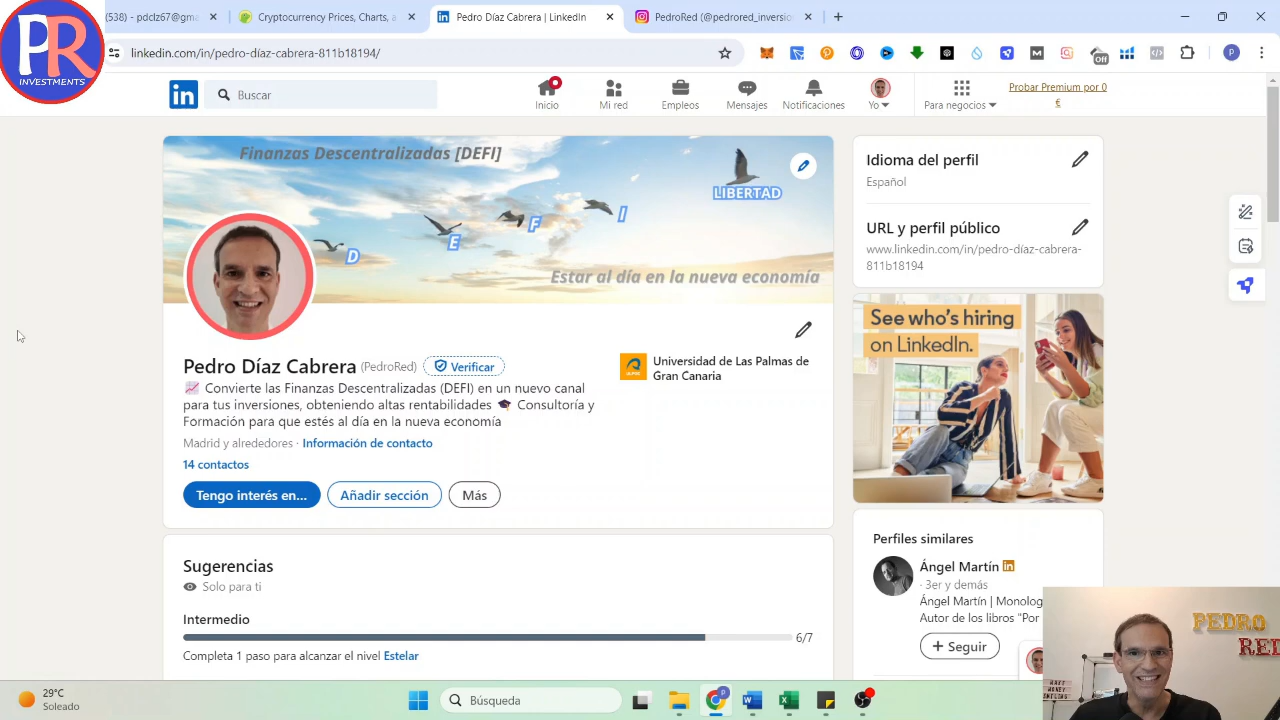 (53) - pdclz67@gmail.c
Cryptocurrency Prices, Charts, a
Pedro Díaz Cabrera | LinkedIn
PedroRed (@pedrored_inversio
PR
INVESTMENTS
linkedin.com/in/pedro-díaz-cabrera-811b18194/
Off
P
in
Buscar
Inicio
Mi red
Empleos
Mensajes
Notificaciones
Yo
Para negocios
Probar Premium por 0
€
Finanzas Descentralizadas [DEFI]
LIBERTAD
D
E
F
I
Estar al día en la nueva economía
Pedro Díaz Cabrera (PedroRed)
Verificar
Convierte las Finanzas Descentralizadas (DEFI) en un nuevo canal
para tus inversiones, obteniendo altas rentabilidades Consultoría y
Formación para que estés al día en la nueva economía
Universidad de Las Palmas de
Gran Canaria
Madrid y alrededores · Información de contacto
14 contactos
Tengo interés en...
Añadir sección
Más
Sugerencias
Solo para ti
Intermedio
6/7
Completa 1 paso para alcanzar el nivel Estelar
Idioma del perfil
Español
URL y perfil público
www.linkedin.com/in/pedro-díaz-cabrera-
811b18194
See who's hiring
on LinkedIn.
Perfiles similares
Ángel Martín
· 3er y demás
Ángel Martín | Monolog
Autor de los libros "Por
+ Seguir
PEDRO
RED
MAKE
MONEY
29°C
Soleado
Búsqueda